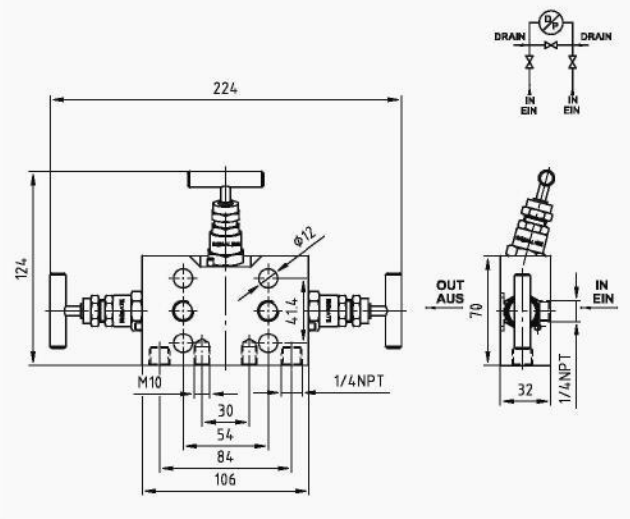 D/P
DRAIN DRAIN
IN IN
EIN EIN
224
124
Ø12
41.4
OUT
AUS
70
IN
EIN
M10
1/4NPT
30
54
84
106
32
1/4NPT